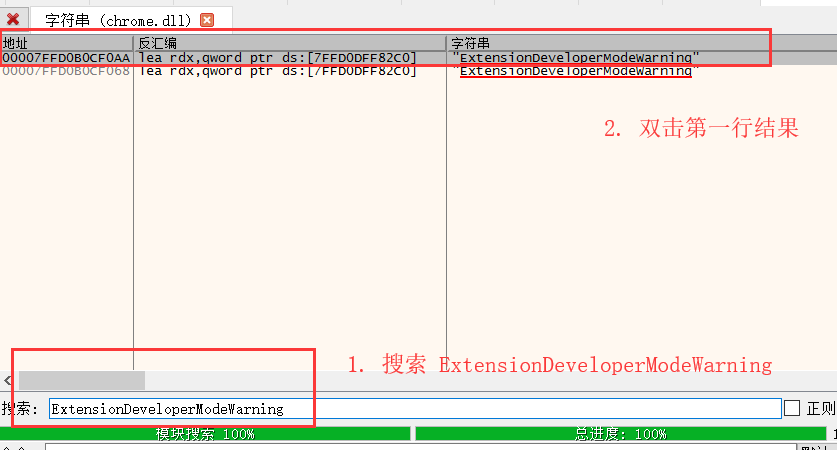 字符串 (chrome.dll)
地址 反汇编 字符串
00007FFD0B0CF0AA lea rdx,qword ptr ds:[7FFD0DFF82C0] "ExtensionDeveloperModeWarning"
00007FFD0B0CF068 lea rdx,qword ptr ds:[7FFD0DFF82C0] "ExtensionDeveloperModeWarning"
2. 双击第一行结果
1. 搜索 ExtensionDeveloperModeWarning
搜索: ExtensionDeveloperModeWarning 正则
模块搜索 100% 总进度: 100%